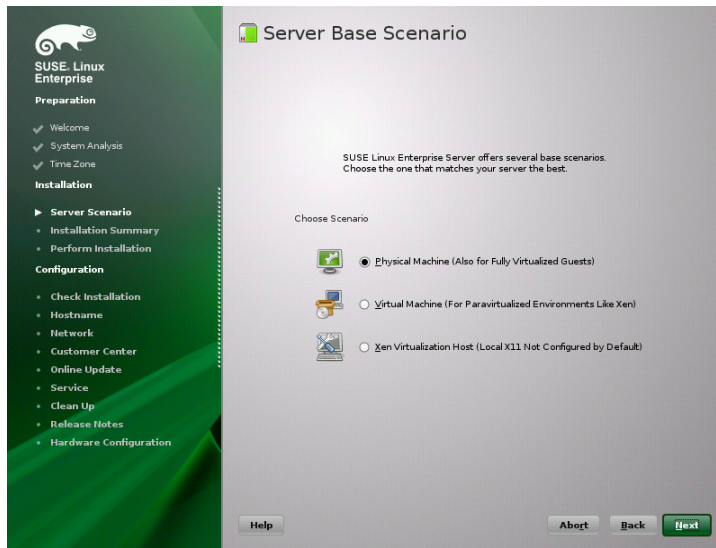 SUSE. Linux
Enterprise
Preparation
Welcome
System Analysis
Time Zone
Installation
Server Scenario
Installation Summary
Perform Installation
Configuration
Check Installation
Hostname
Network
Customer Center
Online Update
Service
Clean Up
Release Notes
Hardware Configuration
Server Base Scenario
SUSE Linux Enterprise Server offers several base scenarios.
Choose the one that matches your server the best.
Choose Scenario
Physical Machine (Also for Fully Virtualized Guests)
Virtual Machine (For Paravirtualized Environments Like Xen)
Xen Virtualization Host (Local X11 Not Configured by Default)
Help
Abort
Back
Next